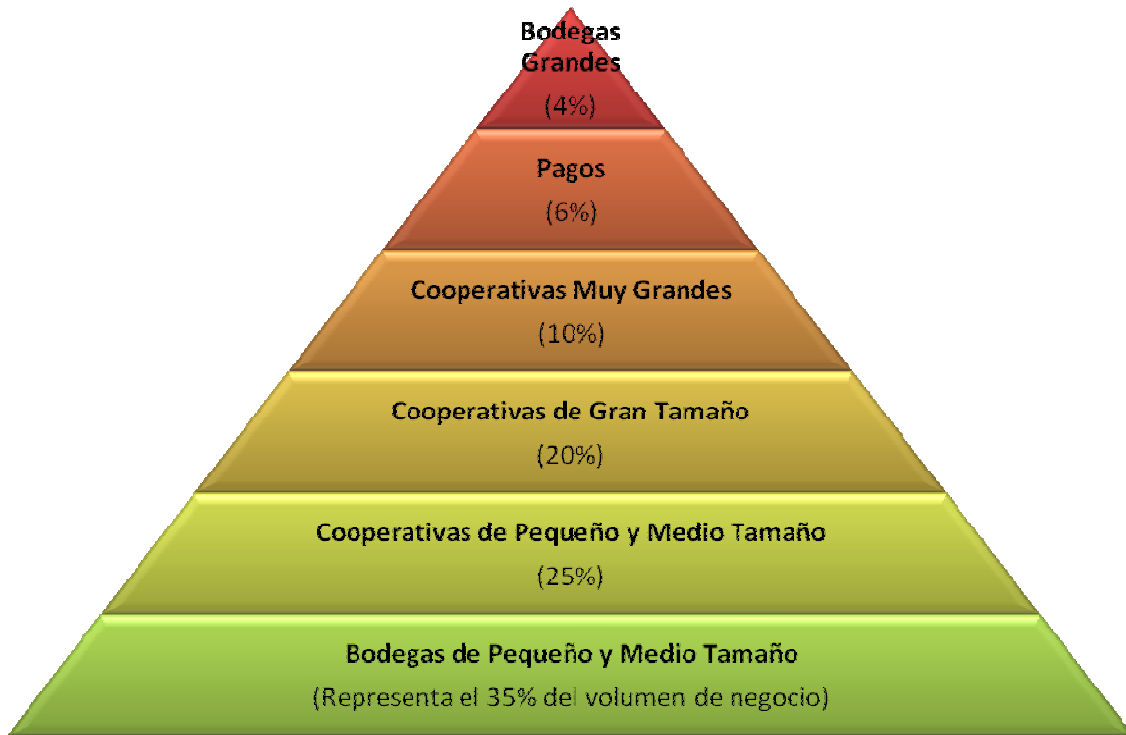 Bodegas
Grandes
(4%)
Pagos
(6%)
Cooperativas Muy Grandes
(10%)
Cooperativas de Gran Tamaño
(20%)
Cooperativas de Pequeño y Medio Tamaño
(25%)
Bodegas de Pequeño y Medio Tamaño
(Representa el 35% del volumen de negocio)